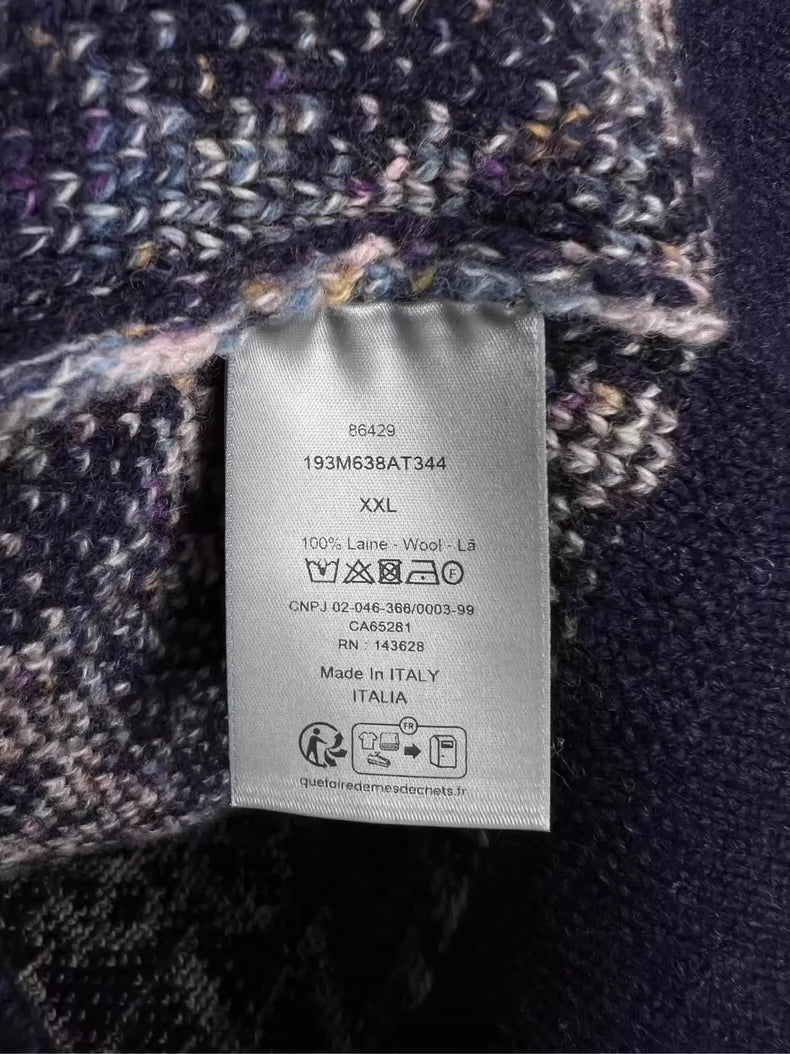 86429
193M638AT344
XXL
100% Laine - Wool - Lã
F
CNPJ 02-046-366/0003-99
CA65281
RN : 143628
Made In ITALY
ITALIA
FR
quefairedemesdechets.fr